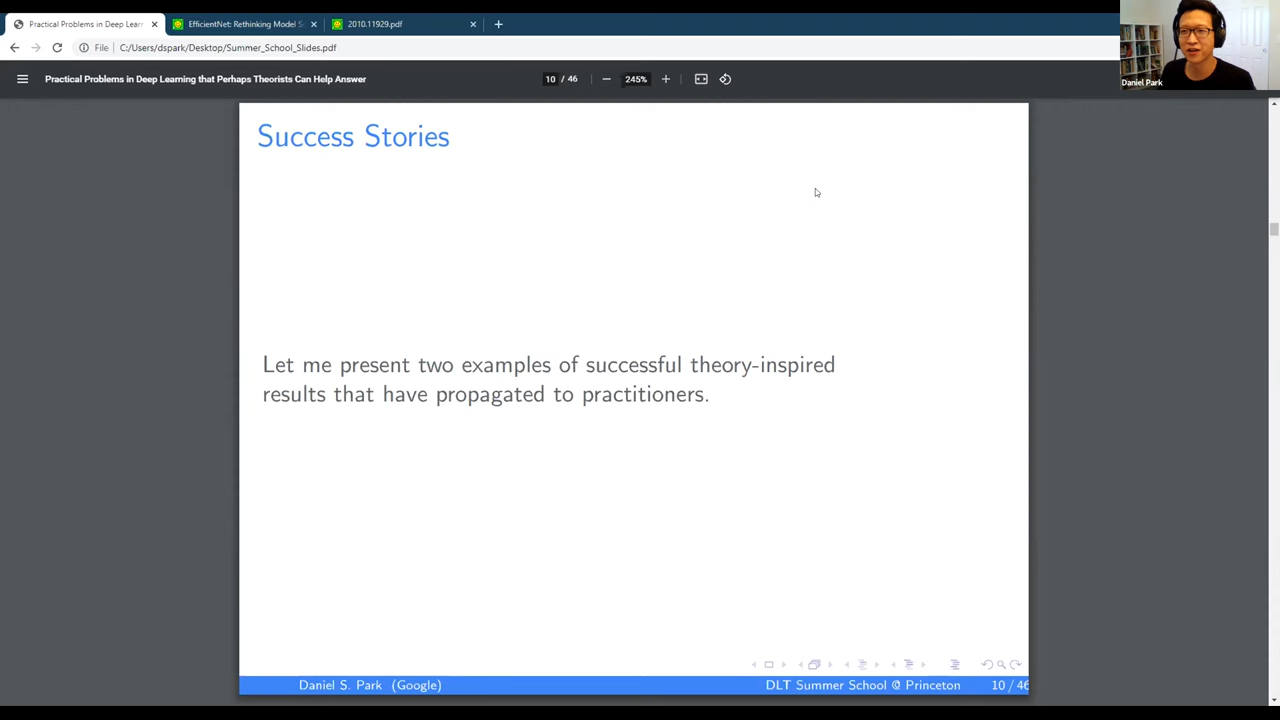 Practical Problems in Deep Lear
EfficientNet: Rethinking Model S
2010.11929.pdf
File
C:/Users/dspark/Desktop/Summer_School_Slides.pdf
Practical Problems in Deep Learning that Perhaps Theorists Can Help Answer
10 / 46
245%
Daniel Park
Success Stories
Let me present two examples of successful theory-inspired
results that have propagated to practitioners.
Daniel S. Park (Google)
DLT Summer School @ Princeton
10 / 46